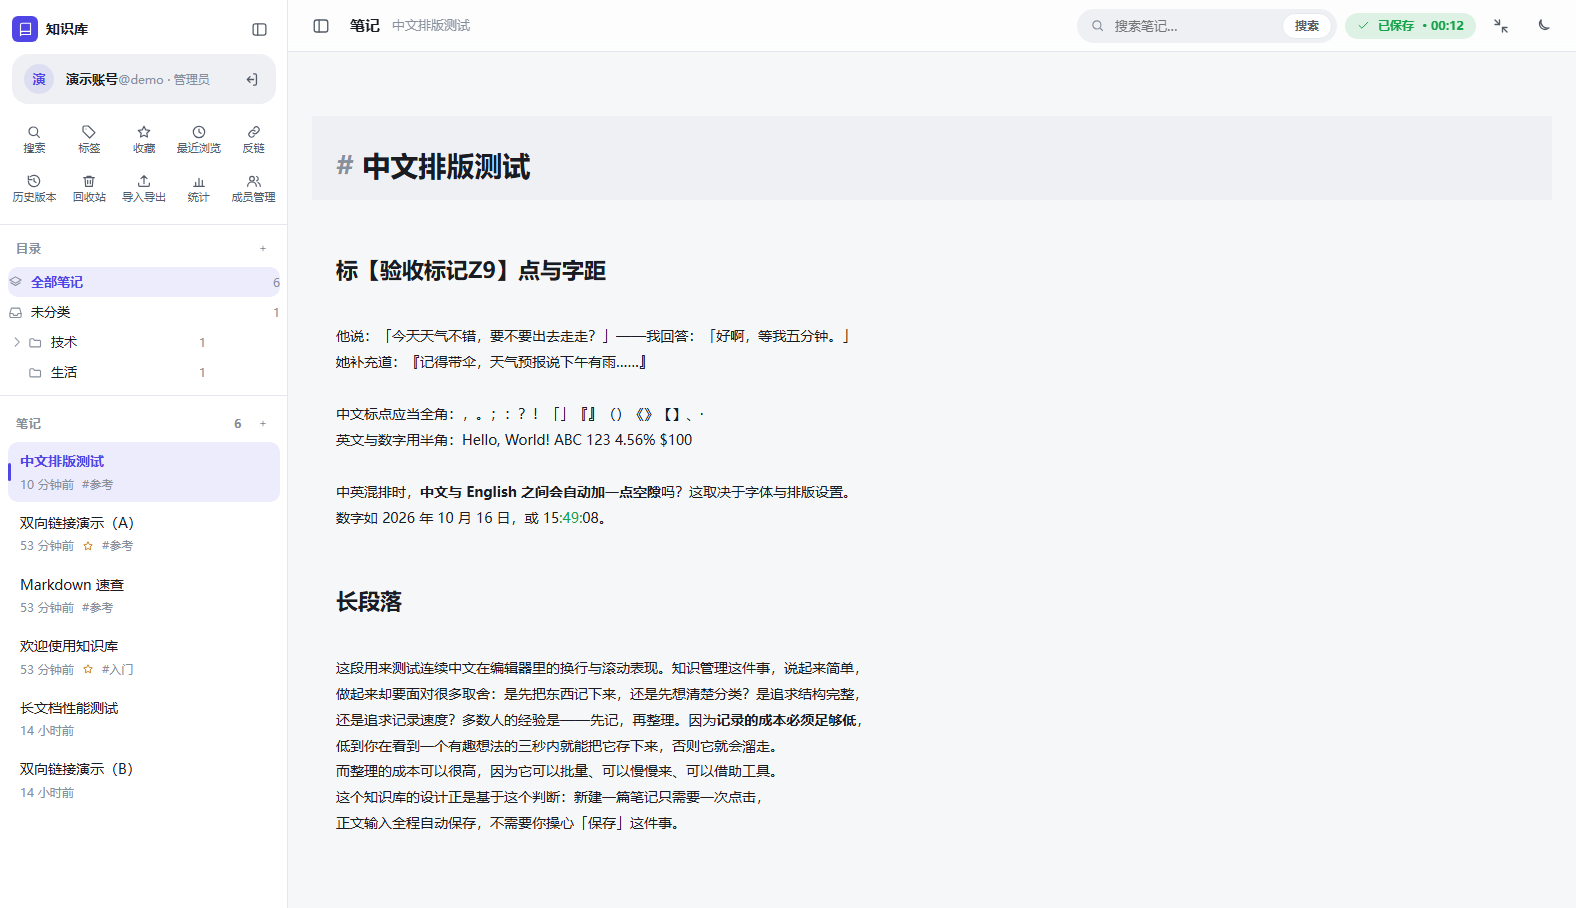 知识库
演 演示账号@demo · 管理员
搜索 标签 收藏 最近浏览 反链
历史版本 回收站 导入导出 统计 成员管理
目录 +
全部笔记 6
未分类 1
技术 1
生活 1
笔记 6 +
中文排版测试
10 分钟前 #参考
双向链接演示（A）
53 分钟前 #参考
Markdown 速查
53 分钟前 #参考
欢迎使用知识库
53 分钟前 #入门
长文档性能测试
14 小时前
双向链接演示（B）
14 小时前
笔记 中文排版测试
搜索笔记... 搜索
已保存 • 00:12
# 中文排版测试
标【验收标记Z9】点与字距
他说：「今天天气不错，要不要出去走走？」——我回答：「好啊，等我五分钟。」
她补充道：『记得带伞，天气预报说下午有雨……』
中文标点应当全角：，。；：？！「」『』（）《》【】、·
英文与数字用半角：Hello, World! ABC 123 4.56% $100
中英混排时，中文与 English 之间会自动加一点空隙吗？这取决于字体与排版设置。
数字如 2026 年 10 月 16 日，或 15:49:08。
长段落
这段用来测试连续中文在编辑器里的换行与滚动表现。知识管理这件事，说起来简单，
做起来却要面对很多取舍：是先把东西记下来，还是先想清楚分类？是追求结构完整，
还是追求记录速度？多数人的经验是——先记，再整理。因为记录的成本必须足够低，
低到你在看到一个有趣想法的三秒内就能把它存下来，否则它就会溜走。
而整理的成本可以很高，因为它可以批量、可以慢慢来、可以借助工具。
这个知识库的设计正是基于这个判断：新建一篇笔记只需要一次点击，
正文输入全程自动保存，不需要你操心「保存」这件事。